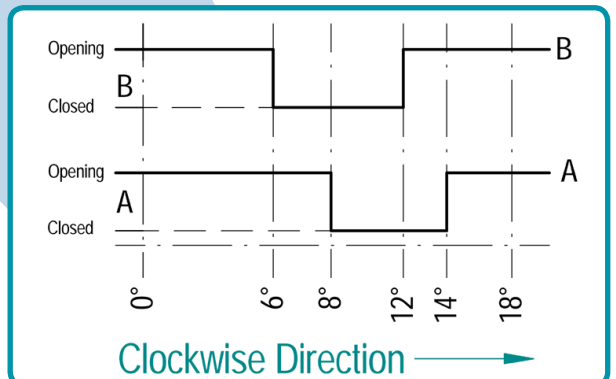 Opening
B
B
Closed
Opening
A
A
Closed
0°
6°
8°
12°
14°
18°
Clockwise Direction